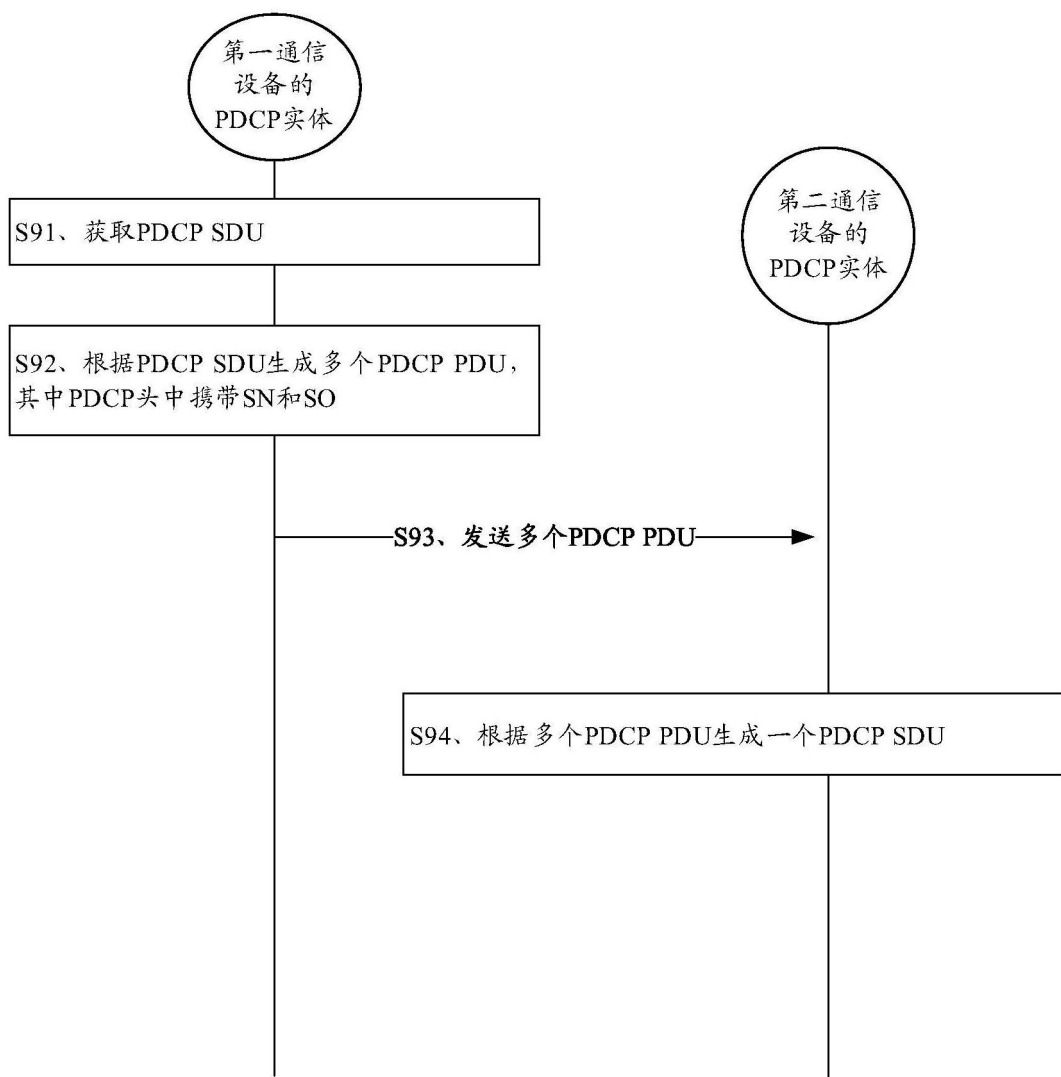 第一通信
设备的
PDCP实体
第二通信
设备的
PDCP实体
S91、获取PDCP SDU
S92、根据PDCP SDU生成多个PDCP PDU，
其中PDCP头中携带SN和SO
S93、发送多个PDCP PDU
S94、根据多个PDCP PDU生成一个PDCP SDU